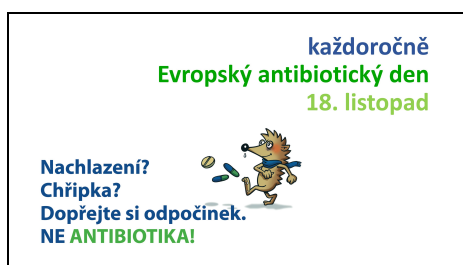 každoročně
Evropský antibiotický den
18. listopad
Nachlazení?
Chřipka?
Dopřejte si odpočinek.
NE ANTIBIOTIKA!